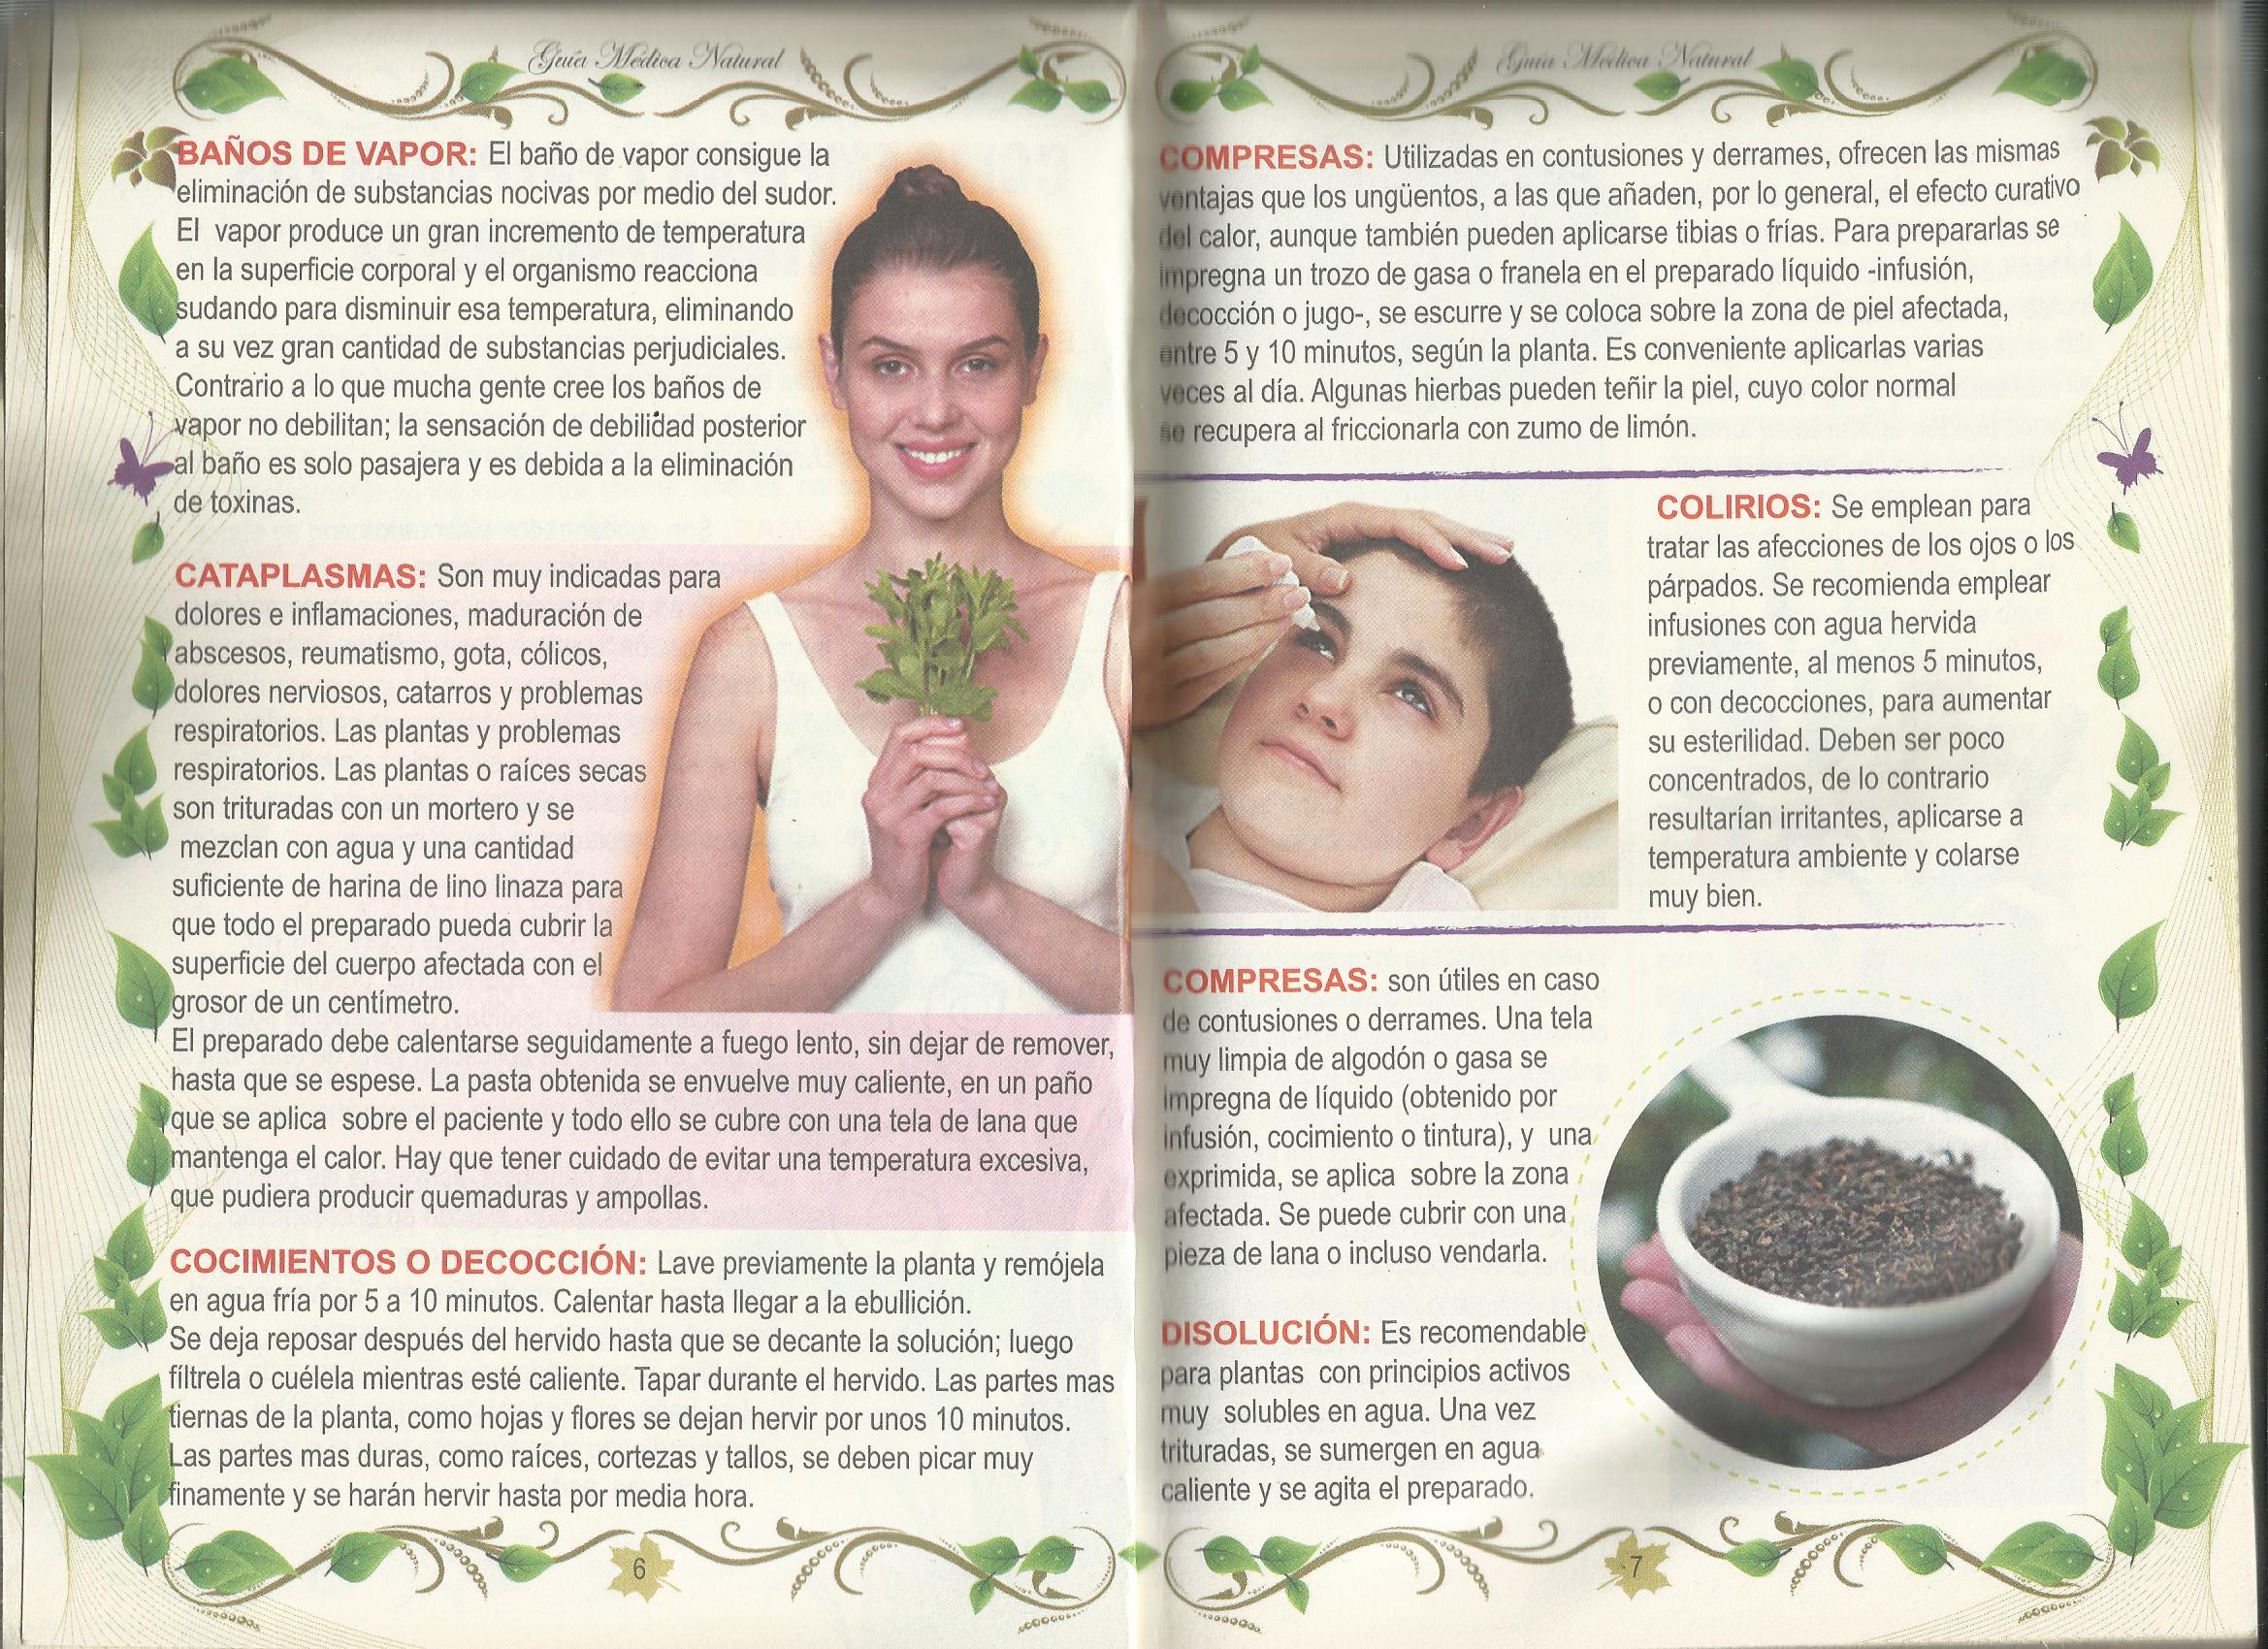 Guía Médica Natural
BAÑOS DE VAPOR: El baño de vapor consigue la
eliminación de substancias nocivas por medio del sudor.
El vapor produce un gran incremento de temperatura
en la superficie corporal y el organismo reacciona
sudando para disminuir esa temperatura, eliminando
a su vez gran cantidad de substancias perjudiciales.
Contrario a lo que mucha gente cree los baños de
vapor no debilitan; la sensación de debilidad posterior
al baño es solo pasajera y es debida a la eliminación
de toxinas.
CATAPLASMAS: Son muy indicadas para
dolores e inflamaciones, maduración de
abscesos, reumatismo, gota, cólicos,
dolores nerviosos, catarros y problemas
respiratorios. Las plantas y problemas
respiratorios. Las plantas o raíces secas
son trituradas con un mortero y se
mezclan con agua y una cantidad
suficiente de harina de lino linaza para
que todo el preparado pueda cubrir la
superficie del cuerpo afectada con el
grosor de un centímetro.
El preparado debe calentarse seguidamente a fuego lento, sin dejar de remover,
hasta que se espese. La pasta obtenida se envuelve muy caliente, en un paño
que se aplica sobre el paciente y todo ello se cubre con una tela de lana que
mantenga el calor. Hay que tener cuidado de evitar una temperatura excesiva,
que pudiera producir quemaduras y ampollas.
COCIMIENTOS O DECOCCIÓN: Lave previamente la planta y remójela
en agua fría por 5 a 10 minutos. Calentar hasta llegar a la ebullición.
Se deja reposar después del hervido hasta que se decante la solución; luego
fíltrela o cuélela mientras esté caliente. Tapar durante el hervido. Las partes mas
tiernas de la planta, como hojas y flores se dejan hervir por unos 10 minutos.
Las partes mas duras, como raíces, cortezas y tallos, se deben picar muy
finamente y se harán hervir hasta por media hora.
6
Guía Médica Natural
COMPRESAS: Utilizadas en contusiones y derrames, ofrecen las mismas
ventajas que los ungüentos, a las que añaden, por lo general, el efecto curativo
del calor, aunque también pueden aplicarse tibias o frías. Para prepararlas se
impregna un trozo de gasa o franela en el preparado líquido -infusión,
decocción o jugo-, se escurre y se coloca sobre la zona de piel afectada,
entre 5 y 10 minutos, según la planta. Es conveniente aplicarlas varias
veces al día. Algunas hierbas pueden teñir la piel, cuyo color normal
se recupera al friccionarla con zumo de limón.
COLIRIOS: Se emplean para
tratar las afecciones de los ojos o los
párpados. Se recomienda emplear
infusiones con agua hervida
previamente, al menos 5 minutos,
o con decocciones, para aumentar
su esterilidad. Deben ser poco
concentrados, de lo contrario
resultarían irritantes, aplicarse a
temperatura ambiente y colarse
muy bien.
COMPRESAS: son útiles en caso
de contusiones o derrames. Una tela
muy limpia de algodón o gasa se
impregna de líquido (obtenido por
infusión, cocimiento o tintura), y una
exprimida, se aplica sobre la zona
afectada. Se puede cubrir con una
pieza de lana o incluso vendarla.
DISOLUCIÓN: Es recomendable
para plantas con principios activos
muy solubles en agua. Una vez
trituradas, se sumergen en agua
caliente y se agita el preparado.
7